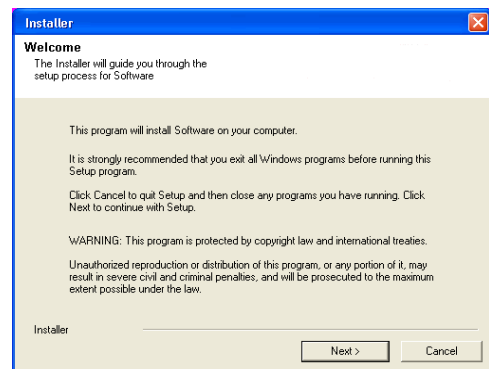 Installer
Welcome
The Installer will guide you through the
setup process for Software
This program will install Software on your computer.
It is strongly recommended that you exit all Windows programs before running this
Setup program.
Click Cancel to quit Setup and then close any programs you have running. Click
Next to continue with Setup.
WARNING: This program is protected by copyright law and international treaties.
Unauthorized reproduction or distribution of this program, or any portion of it, may
result in severe civil and criminal penalties, and will be prosecuted to the maximum
extent possible under the law.
Installer
Next > Cancel